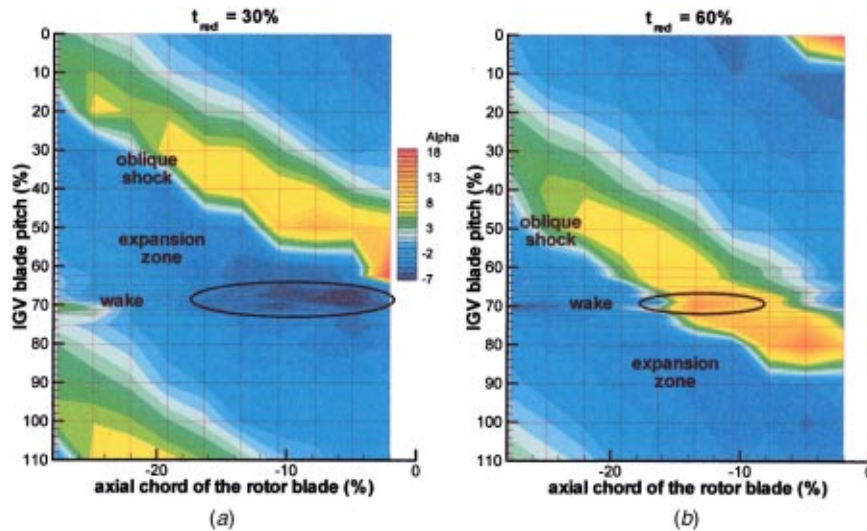 t_red = 30%
0
10
20
30
40
50
60
70
80
90
100
110
IGV blade pitch (%)
oblique
shock
expansion
zone
wake
-20
-10
0
axial chord of the rotor blade (%)
(a)
Alpha
18
13
8
3
-2
-7
t_red = 60%
0
10
20
30
40
50
60
70
80
90
100
110
IGV blade pitch (%)
oblique
shock
wake
expansion
zone
-20
-10
0
axial chord of the rotor blade (%)
(b)